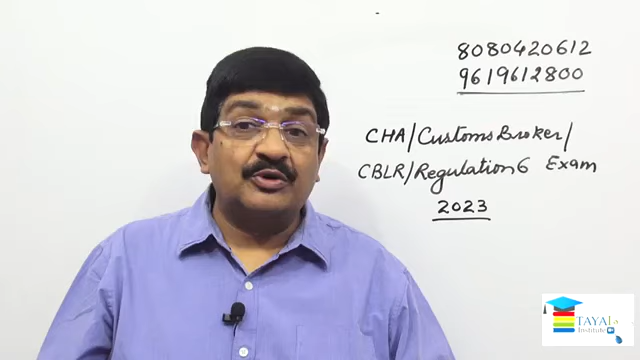 8080420612
9619612800
CHA/Customs Broker/
CBLR/Regulation 6 Exam
2023
TAYAL's
Institute